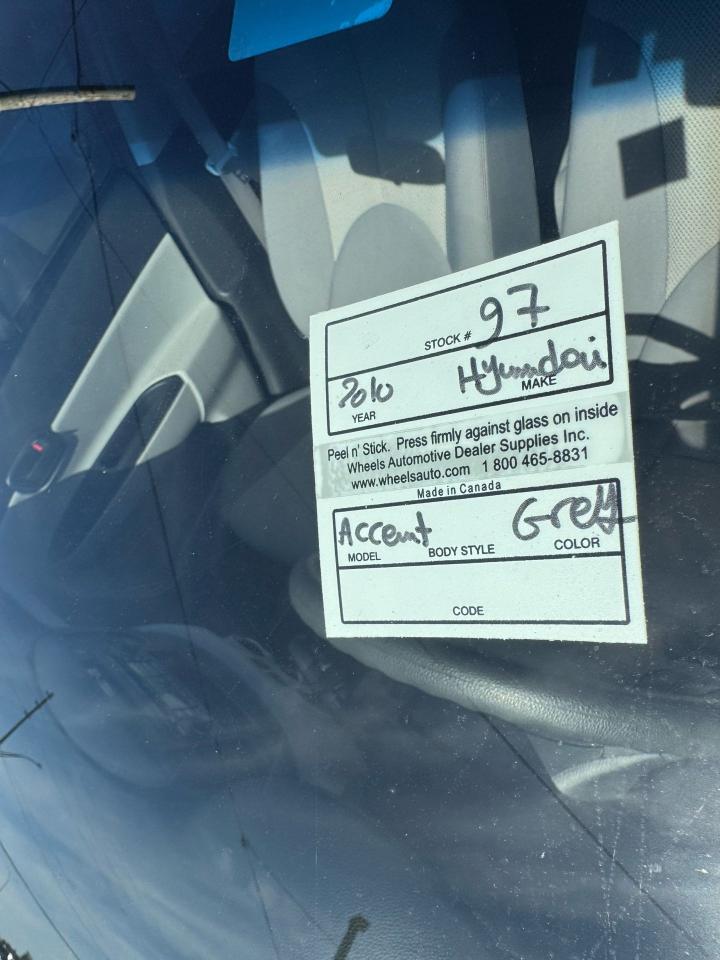 STOCK # 97
2010 Hyundai
YEAR MAKE
Peel n' Stick. Press firmly against glass on inside
Wheels Automotive Dealer Supplies Inc.
www.wheelsauto.com 1 800 465-8831
Made in Canada
Accent Grey
MODEL BODY STYLE COLOR
CODE